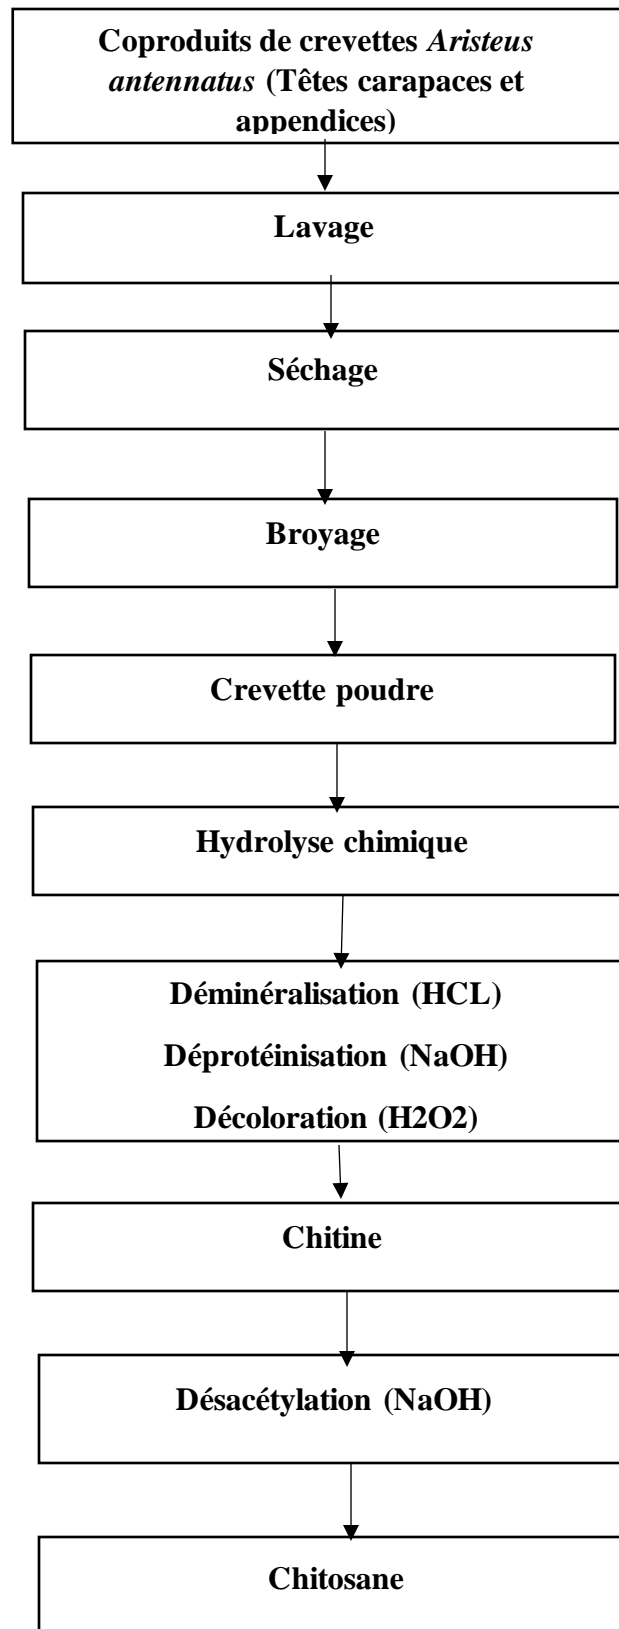 Coproduits de crevettes Aristeus
antennatus (Têtes carapaces et
appendices)
Lavage
Séchage
Broyage
Crevette poudre
Hydrolyse chimique
Déminéralisation (HCL)
Déprotéinisation (NaOH)
Décoloration (H2O2)
Chitine
Désacétylation (NaOH)
Chitosane